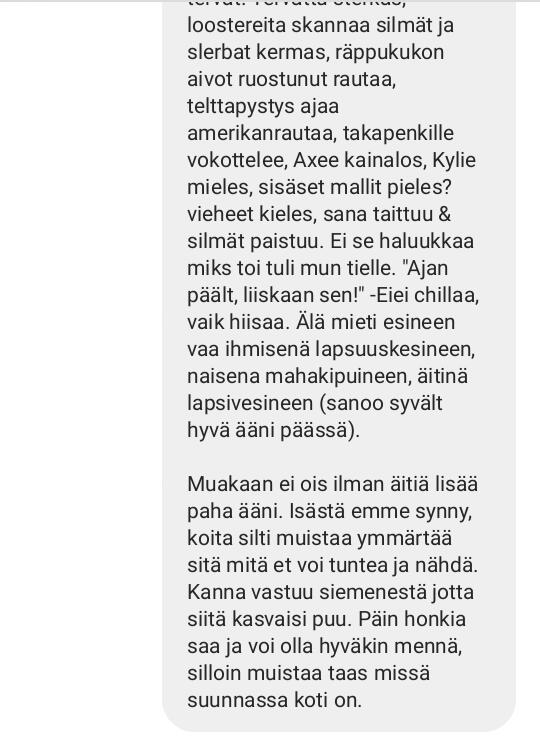 loostereita skannaa silmät ja
slerbat kermas, räppukukon
aivot ruostunut rautaa,
telttapystys ajaa
amerikanrautaa, takapenkille
vokottelee, Axee kainalos, Kylie
mieles, sisäset mallit pieles?
vieheet kieles, sana taittuu &
silmät paistuu. Ei se haluukkaa
miks toi tuli mun tielle. "Ajan
päält, liiskaan sen!" -Eiei chillaa,
vaik hiisaa. Älä mieti esineen
vaa ihmisenä lapsuuskesineen,
naisena mahakipuineen, äitinä
lapsivesineen (sanoo syvält
hyvä ääni päässä).
Muakaan ei ois ilman äitiä lisää
paha ääni. Isästä emme synny,
koita silti muistaa ymmärtää
sitä mitä et voi tuntea ja nähdä.
Kanna vastuu siemenestä jotta
siitä kasvaisi puu. Päin honkia
saa ja voi olla hyväkin mennä,
silloin muistaa taas missä
suunnassa koti on.